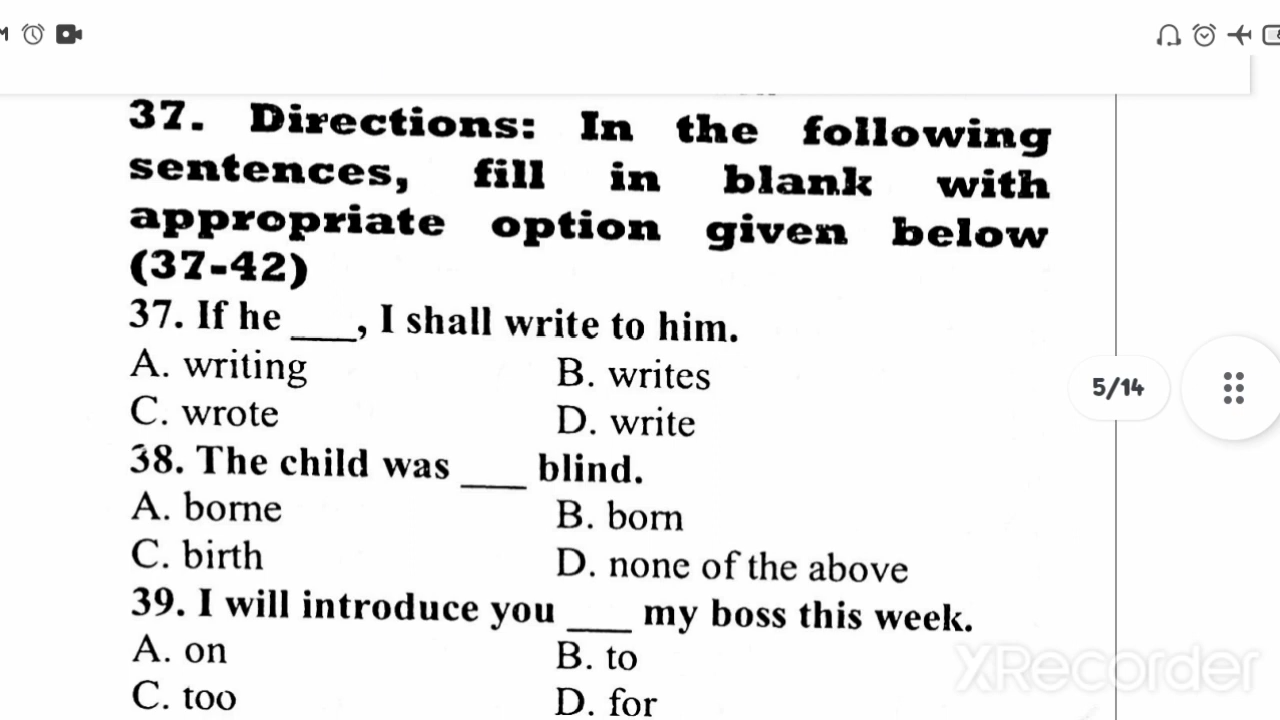 37. Directions: In the following
sentences, fill in blank with
appropriate option given below
(37-42)
37. If he ___, I shall write to him.
A. writing B. writes
C. wrote D. write
38. The child was ___ blind.
A. borne B. born
C. birth D. none of the above
5/14
39. I will introduce you ___ my boss this week.
A. on B. to
C. too D. for
XRecorder